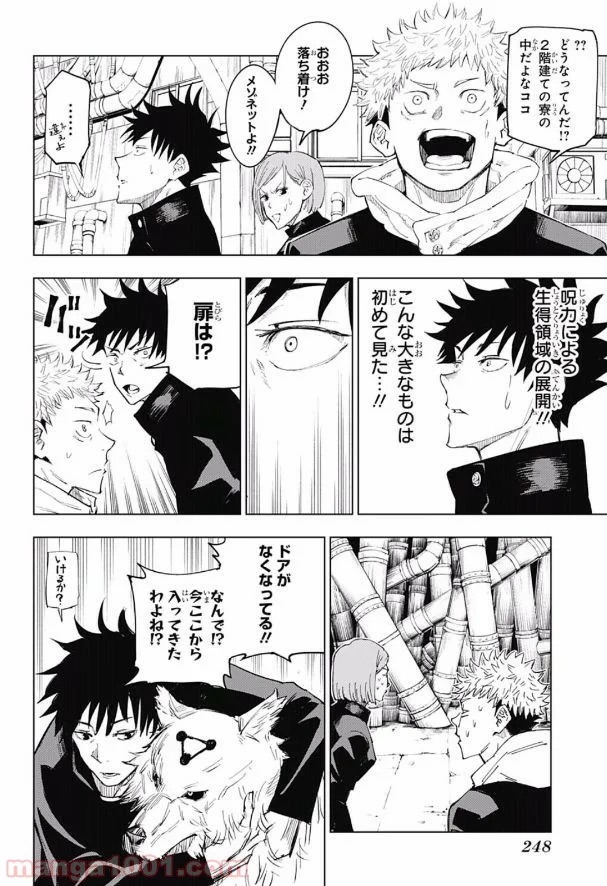 ??
どうなってんだ!?
２階建ての寮の
中だよなココ
おおお
落ち着け!
メゾネットよ!!
……
違ぇよ
呪力による
生得領域の展開!!
こんな大きなものは
初めて見た…!!
扉は!?
バッ
ドアが
なくなってる!!
なんで!?
今ここから
入ってきた
わよね!?
いけるか?
248
manga1001.com